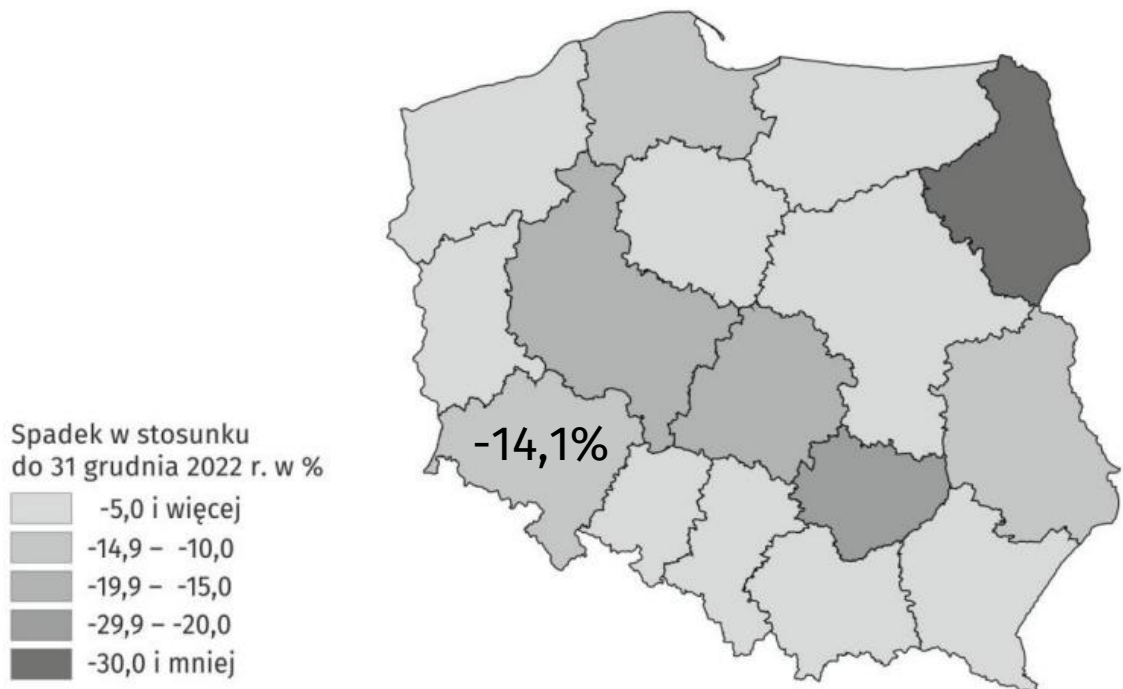 -14,1%
Spadek w stosunku
do 31 grudnia 2022 r. w %
-5,0 i więcej
-14,9 – -10,0
-19,9 – -15,0
-29,9 – -20,0
-30,0 i mniej